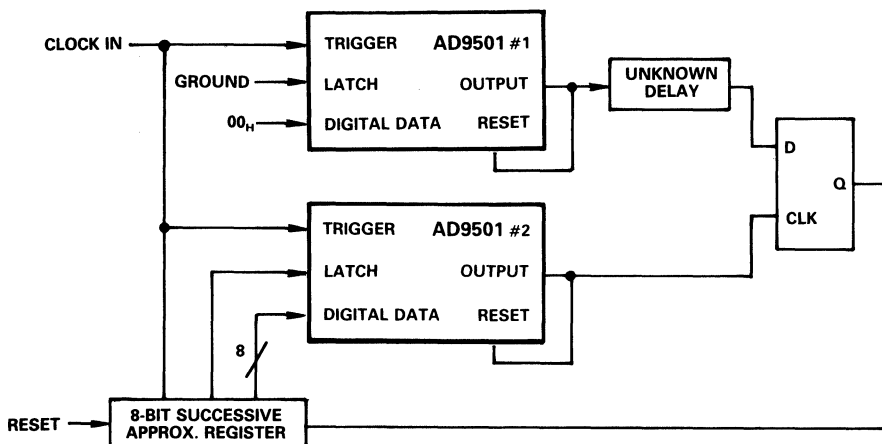 CLOCK IN
TRIGGER AD9501 #1
GROUND
LATCH OUTPUT
00H
DIGITAL DATA RESET
UNKNOWN
DELAY
D
Q
CLK
TRIGGER AD9501 #2
LATCH OUTPUT
DIGITAL DATA RESET
8
RESET
8-BIT SUCCESSIVE
APPROX. REGISTER